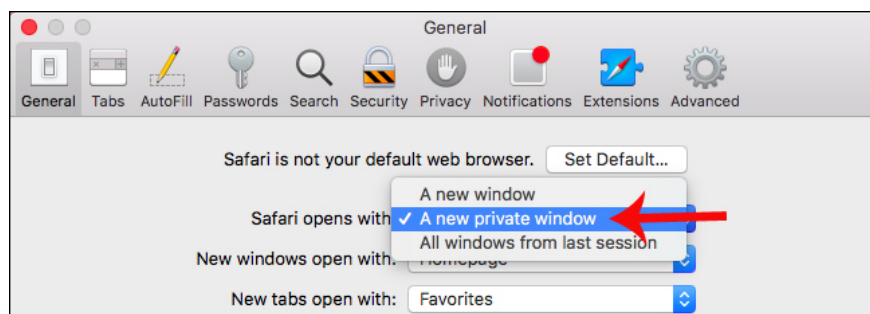 General
General Tabs AutoFill Passwords Search Security Privacy Notifications Extensions Advanced
Safari is not your default web browser. Set Default...
A new window
Safari opens with ✓ A new private window
All windows from last session
New windows open with: Homepage
New tabs open with: Favorites